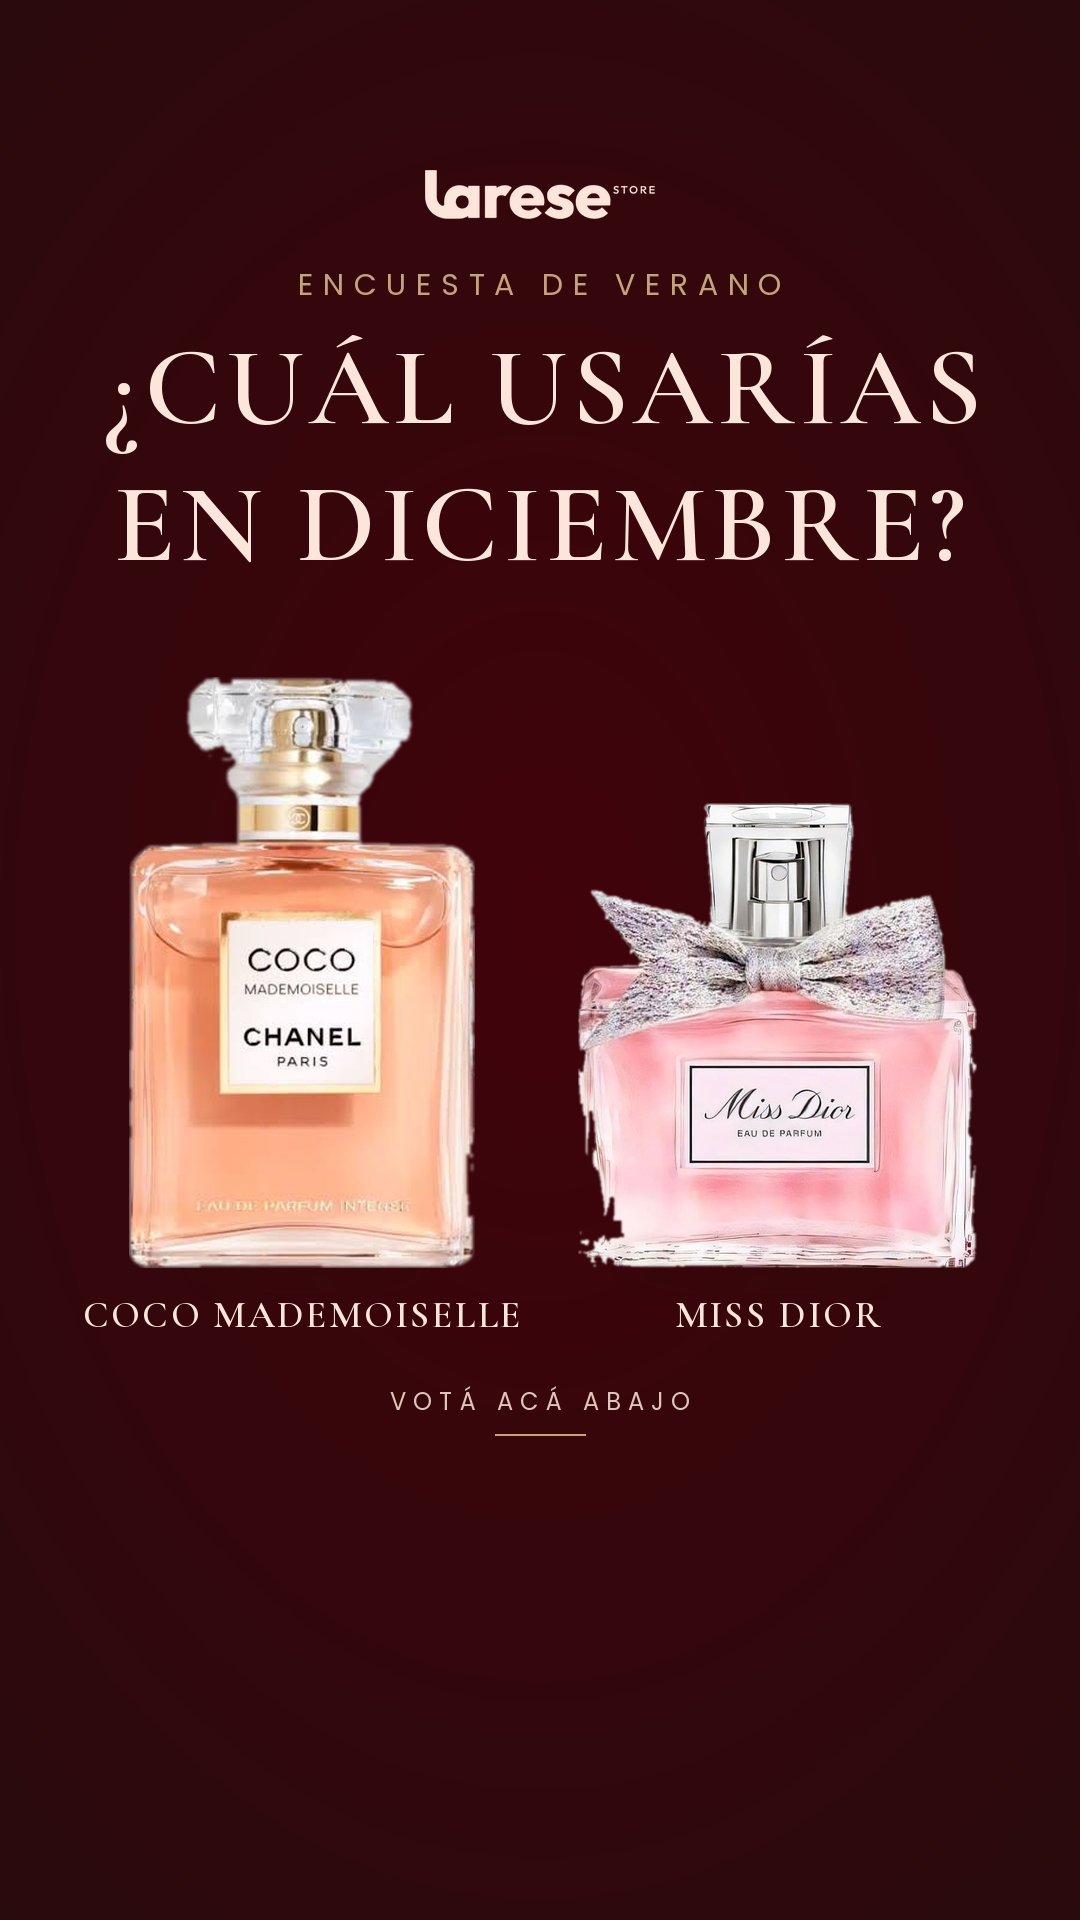 larese STORE
ENCUESTA DE VERANO
¿CUÁL USARÍAS
EN DICIEMBRE?
COCO
MADEMOISELLE
CHANEL
PARIS
EAU DE PARFUM INTENSE
Miss Dior
EAU DE PARFUM
COCO MADEMOISELLE
MISS DIOR
VOTÁ ACÁ ABAJO